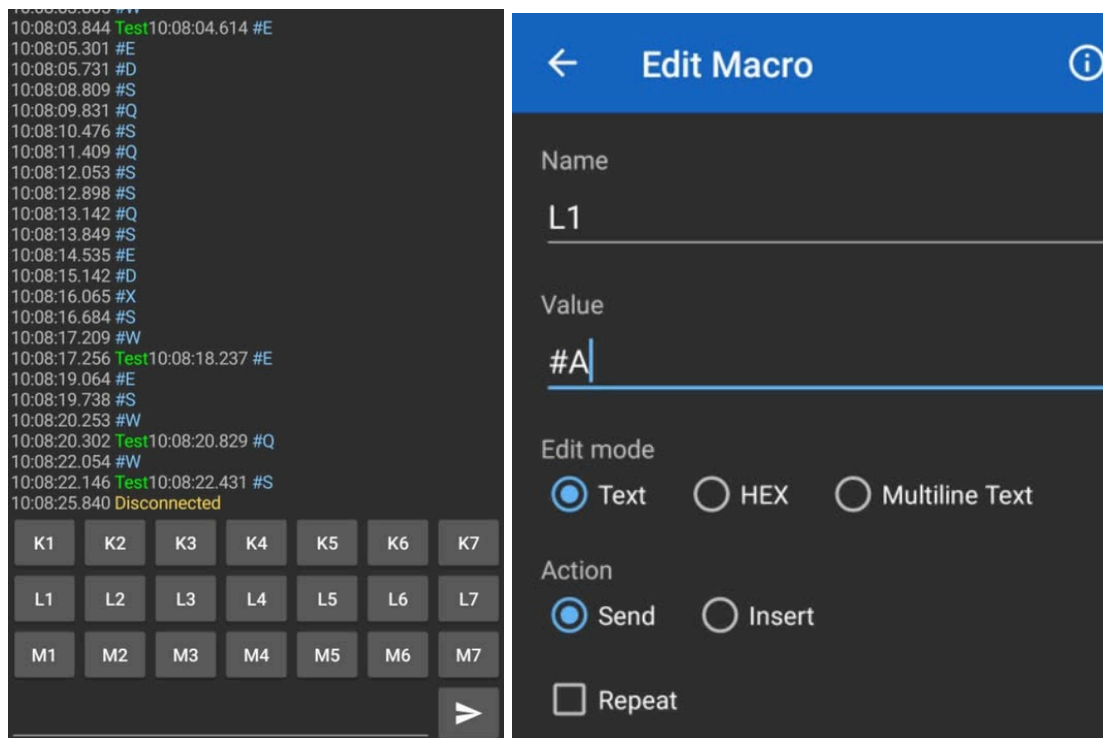 10:08:03.844 Test10:08:04.614 #E
10:08:05.301 #E
10:08:05.731 #D
10:08:08.809 #S
10:08:09.831 #Q
10:08:10.476 #S
10:08:11.409 #Q
10:08:12.053 #S
10:08:12.898 #S
10:08:13.142 #Q
10:08:13.849 #S
10:08:14.535 #E
10:08:15.142 #D
10:08:16.065 #X
10:08:16.684 #S
10:08:17.209 #W
10:08:17.256 Test10:08:18.237 #E
10:08:19.064 #E
10:08:19.738 #S
10:08:20.253 #W
10:08:20.302 Test10:08:20.829 #Q
10:08:22.054 #W
10:08:22.146 Test10:08:22.431 #S
10:08:25.840 Disconnected
K1 K2 K3 K4 K5 K6 K7
L1 L2 L3 L4 L5 L6 L7
M1 M2 M3 M4 M5 M6 M7
Edit Macro
Name
L1
Value
#A
Edit mode
Text HEX Multiline Text
Action
Send Insert
Repeat